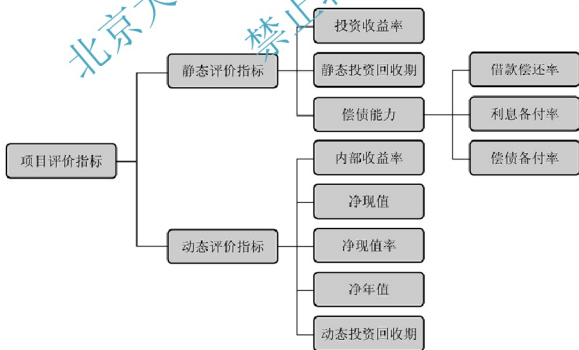 北京大
禁止
投资收益率
静态评价指标
静态投资回收期
借款偿还率
偿债能力
利息备付率
项目评价指标
内部收益率
偿债备付率
净现值
动态评价指标
净现值率
净年值
动态投资回收期